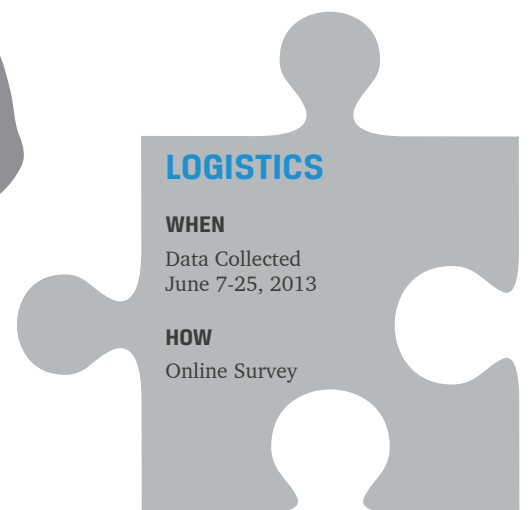 LOGISTICS
WHEN
Data Collected
June 7-25, 2013
HOW
Online Survey